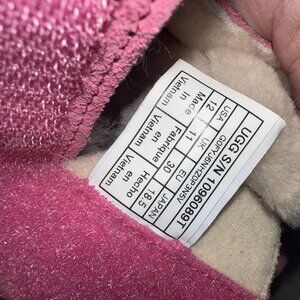 UGG S/N 1096089T
USA UK EU JAPAN
12 11 30 18.5
Made Fabriqué Hecho
in en en
Vietnam Vietnam Vietnam